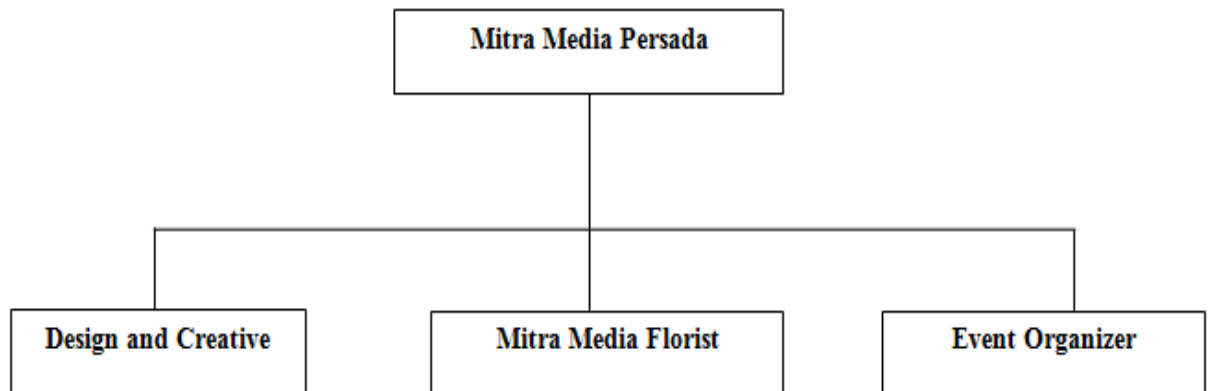 Mitra Media Persada
Design and Creative
Mitra Media Florist
Event Organizer